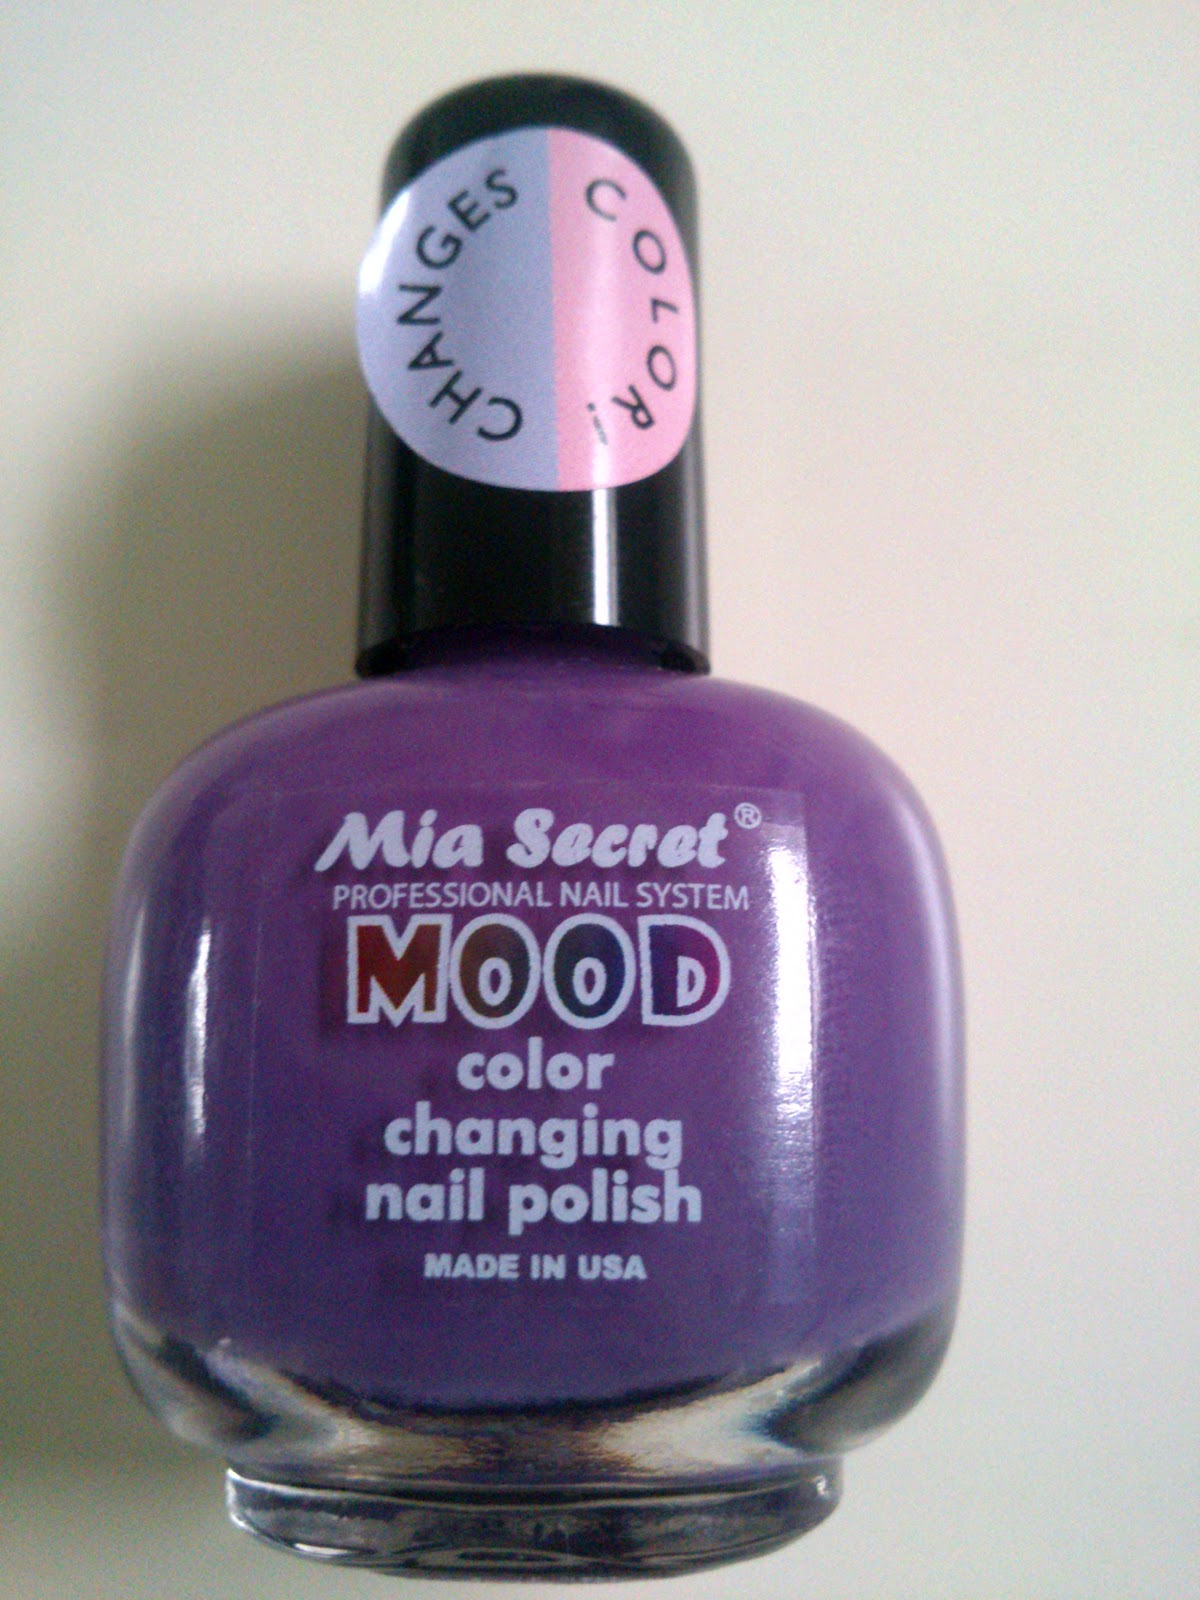 CHANGES
COLOR!
Mia Secret®
PROFESSIONAL NAIL SYSTEM
MOOD
color
changing
nail polish
MADE IN USA